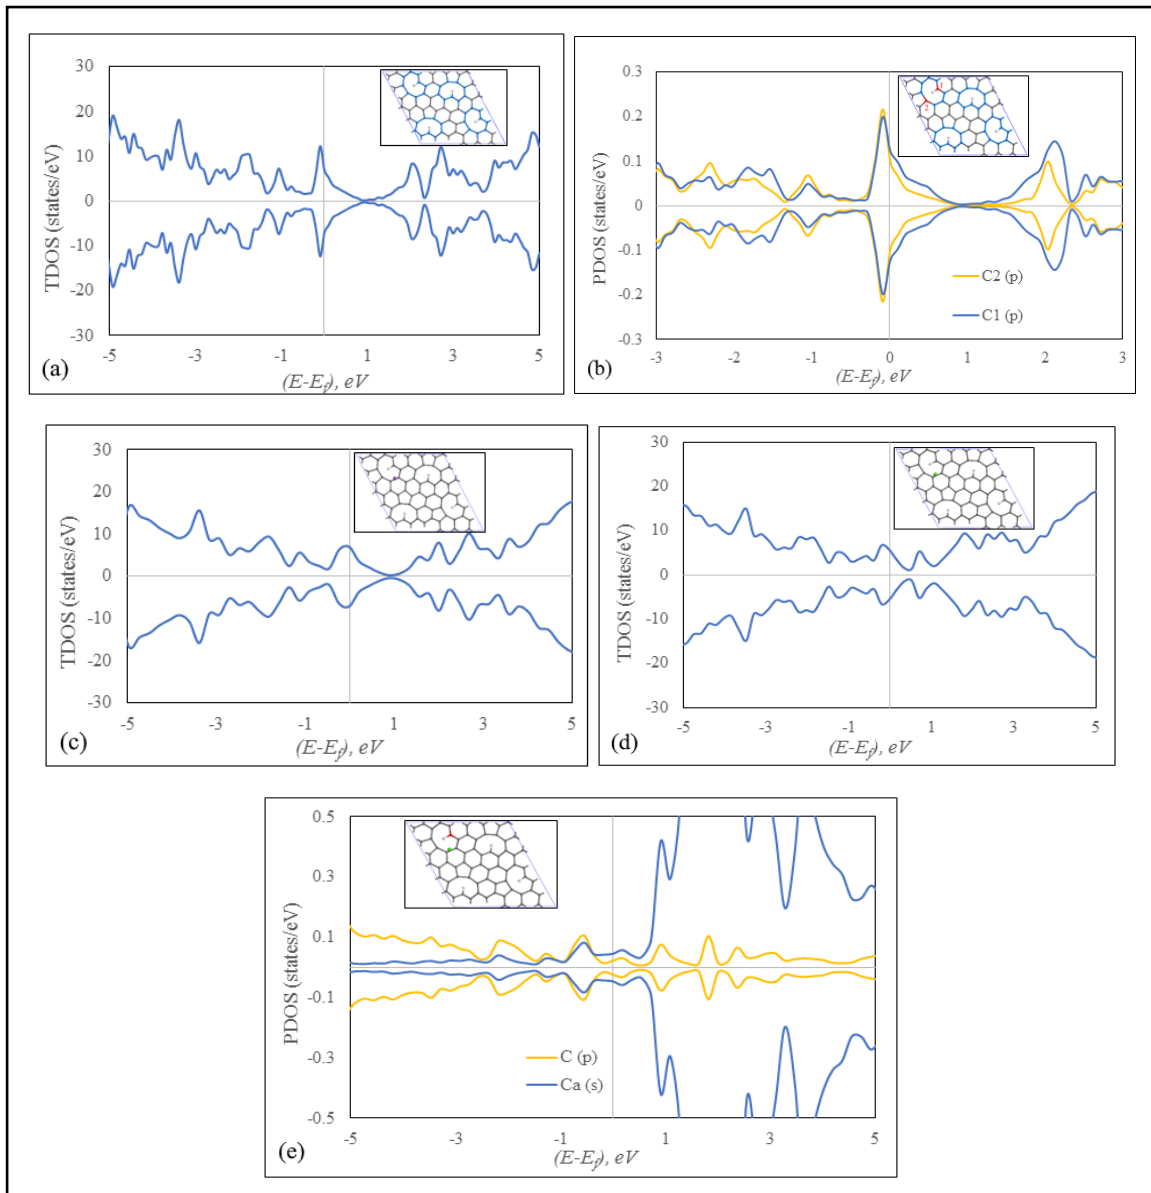 30
20
10
0
-10
-20
-30
TDOS (states/eV)
-5 -3 -1 1 3 5
(E-Ef), eV
(a)
0.3
0.2
0.1
0
-0.1
-0.2
-0.3
PDOS (states/eV)
1
2
C2 (p)
C1 (p)
-3 -2 -1 0 1 2 3
(E-Ef), eV
(b)
30
20
10
0
-10
-20
-30
TDOS (states/eV)
-5 -3 -1 1 3 5
(E-Ef), eV
(c)
30
20
10
0
-10
-20
-30
TDOS (states/eV)
-5 -3 -1 1 3 5
(E-Ef), eV
(d)
0.5
0.3
0.1
-0.1
-0.3
-0.5
PDOS (states/eV)
C (p)
Ca (s)
-5 -3 -1 1 3 5
(E-Ef), eV
(e)